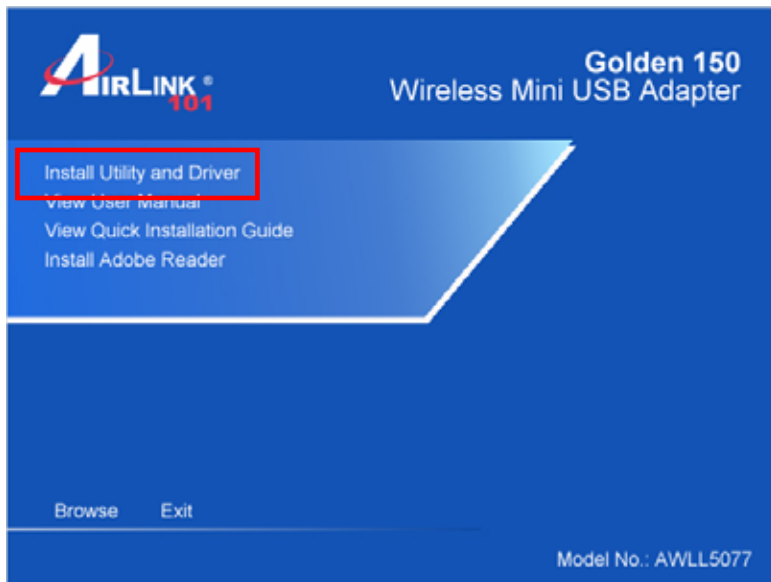 AIRLINK ®
101
Golden 150
Wireless Mini USB Adapter
Install Utility and Driver
View User Manual
View Quick Installation Guide
Install Adobe Reader
Browse Exit
Model No.: AWLL5077